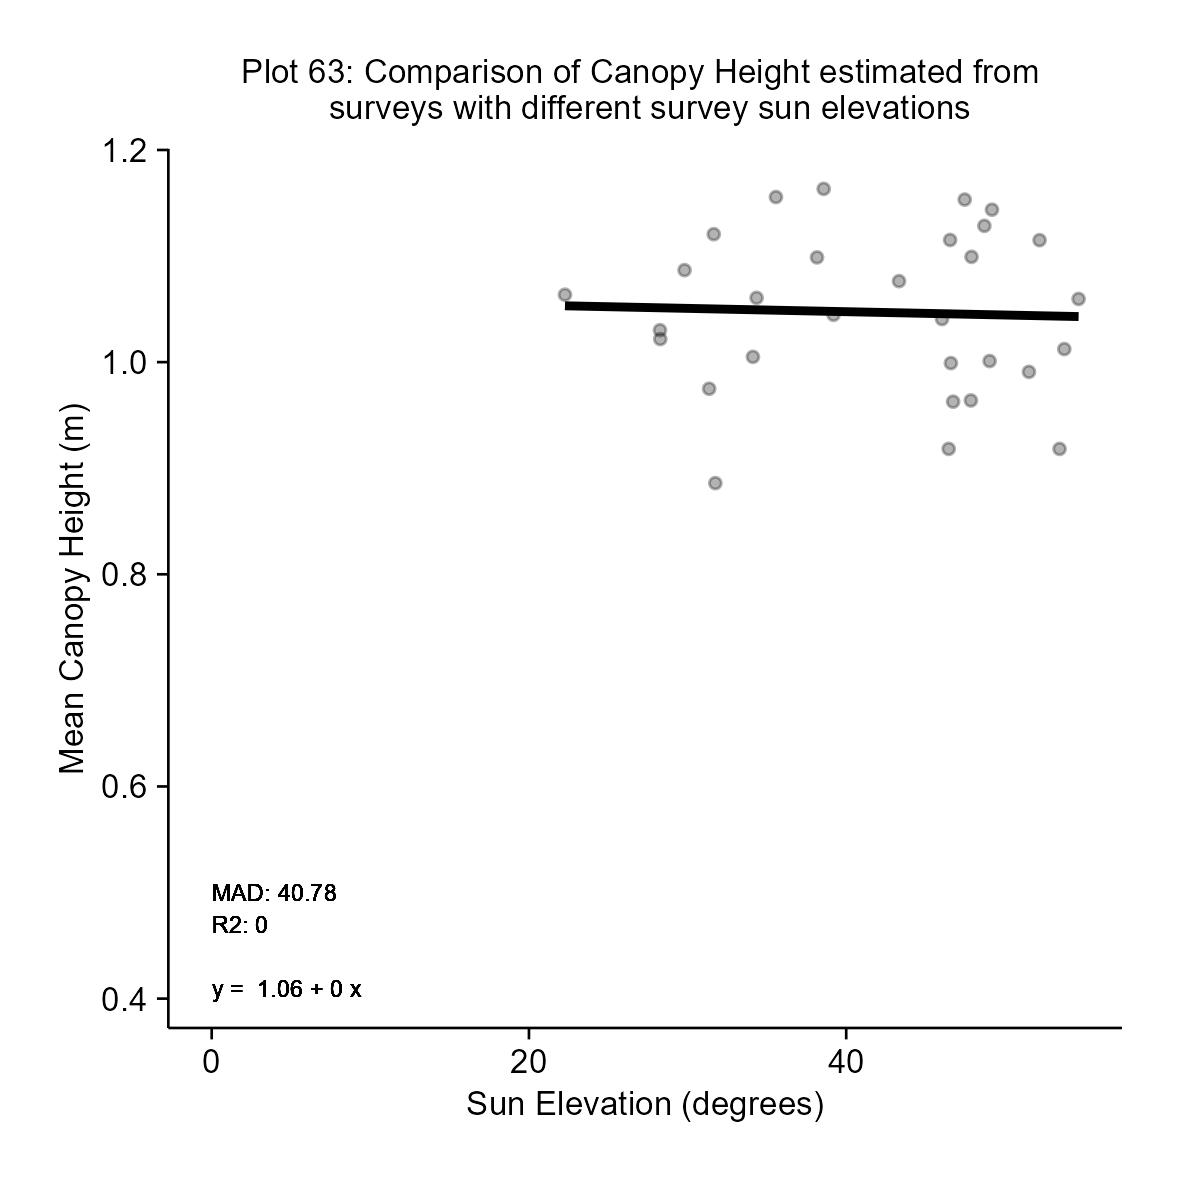 Plot 63: Comparison of Canopy Height estimated from
surveys with different survey sun elevations
1.2
1.0
0.8
0.6
0.4
Mean Canopy Height (m)
MAD: 40.78
R2: 0
y =  1.06 + 0 x
0
20
40
Sun Elevation (degrees)